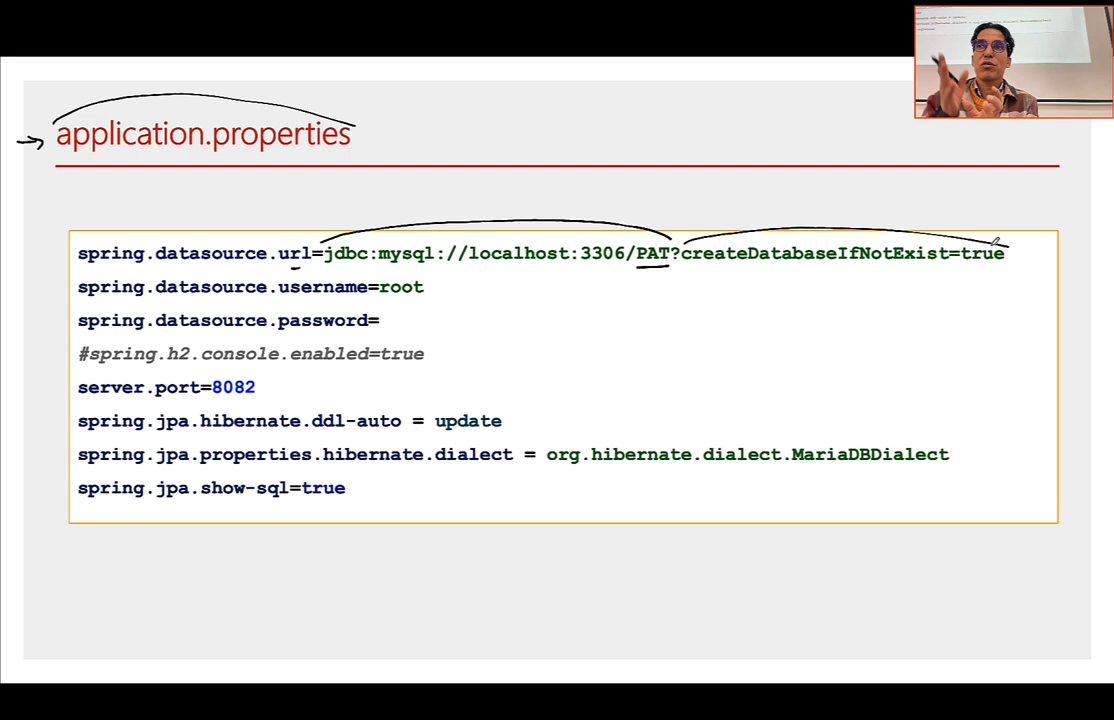 application.properties
spring.datasource.url=jdbc:mysql://localhost:3306/PAT?createDatabaseIfNotExist=true
spring.datasource.username=root
spring.datasource.password=
#spring.h2.console.enabled=true
server.port=8082
spring.jpa.hibernate.ddl-auto = update
spring.jpa.properties.hibernate.dialect = org.hibernate.dialect.MariaDBDialect
spring.jpa.show-sql=true